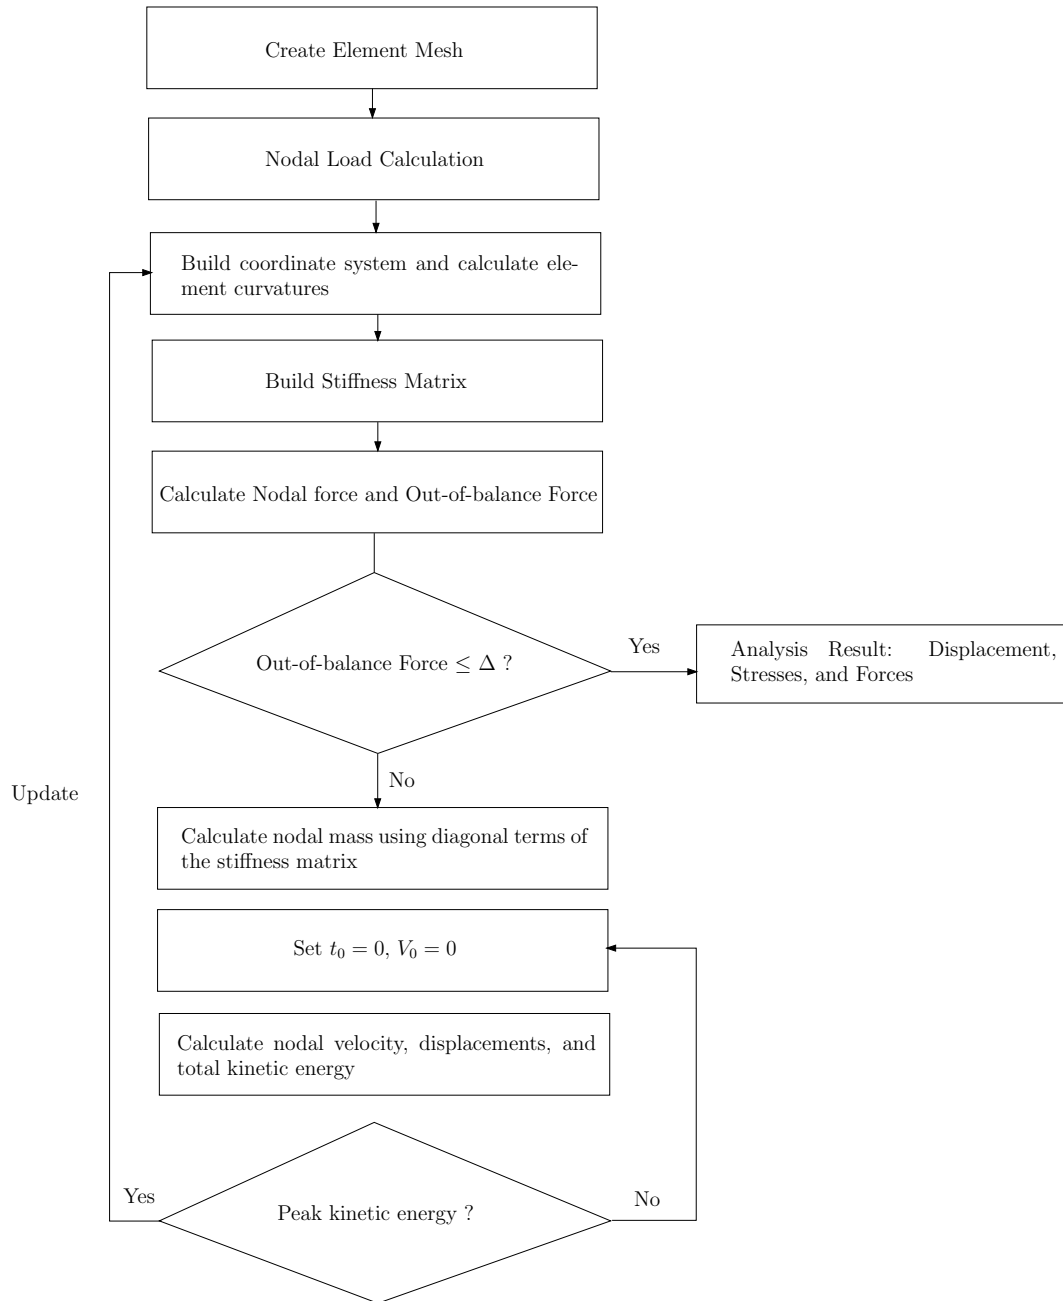 Create Element Mesh
Nodal Load Calculation
Build coordinate system and calculate ele-
ment curvatures
Build Stiffness Matrix
Calculate Nodal force and Out-of-balance Force
Out-of-balance Force ≤ Δ ?
Yes
Analysis Result: Displacement,
Stresses, and Forces
No
Update
Calculate nodal mass using diagonal terms of
the stiffness matrix
Set t₀ = 0, V₀ = 0
Calculate nodal velocity, displacements, and
total kinetic energy
Yes
Peak kinetic energy ?
No